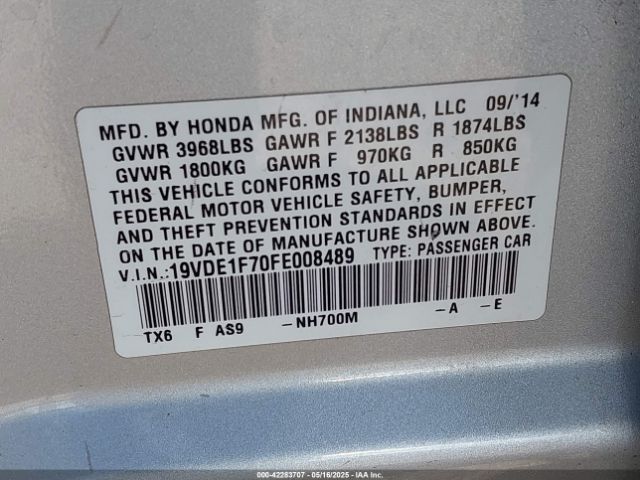 MFD. BY HONDA MFG. OF INDIANA, LLC 09/'14
GVWR 3968LBS GAWR F 2138LBS R 1874LBS
GVWR 1800KG GAWR F 970KG R 850KG
THIS VEHICLE CONFORMS TO ALL APPLICABLE
FEDERAL MOTOR VEHICLE SAFETY, BUMPER,
AND THEFT PREVENTION STANDARDS IN EFFECT
ON THE DATE OF MANUFACTURE SHOWN ABOVE.
V.I.N.:19VDE1F70FE008489 TYPE: PASSENGER CAR
TX6 F AS9 -NH700M -A -E
000-42283707 - 05/16/2025 - IAAI.CA